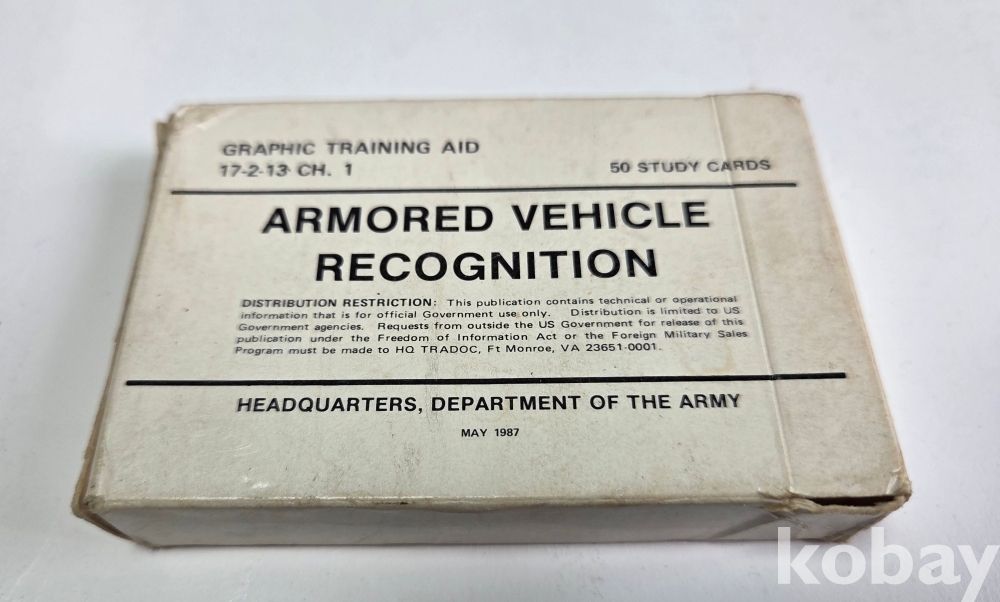 GRAPHIC TRAINING AID
17-2-13 CH. 1
50 STUDY CARDS
ARMORED VEHICLE
RECOGNITION
DISTRIBUTION RESTRICTION: This publication contains technical or operational
information that is for official Government use only. Distribution is limited to US
Government agencies. Requests from outside the US Government for release of this
publication under the Freedom of Information Act or the Foreign Military Sales
Program must be made to HQ TRADOC, Ft Monroe, VA 23651-0001.
HEADQUARTERS, DEPARTMENT OF THE ARMY
MAY 1987
kobay